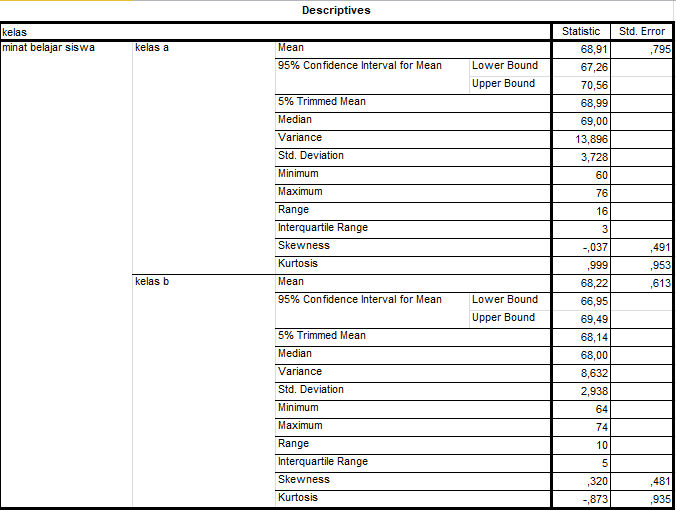 Descriptives
kelas Statistic Std. Error
minat belajar siswa kelas a Mean 68,91 ,795
95% Confidence Interval for Mean Lower Bound 67,26
Upper Bound 70,56
5% Trimmed Mean 68,99
Median 69,00
Variance 13,896
Std. Deviation 3,728
Minimum 60
Maximum 76
Range 16
Interquartile Range 3
Skewness -,037 ,491
Kurtosis ,999 ,953
kelas b Mean 68,22 ,613
95% Confidence Interval for Mean Lower Bound 66,95
Upper Bound 69,49
5% Trimmed Mean 68,14
Median 68,00
Variance 8,632
Std. Deviation 2,938
Minimum 64
Maximum 74
Range 10
Interquartile Range 5
Skewness ,320 ,481
Kurtosis -,873 ,935